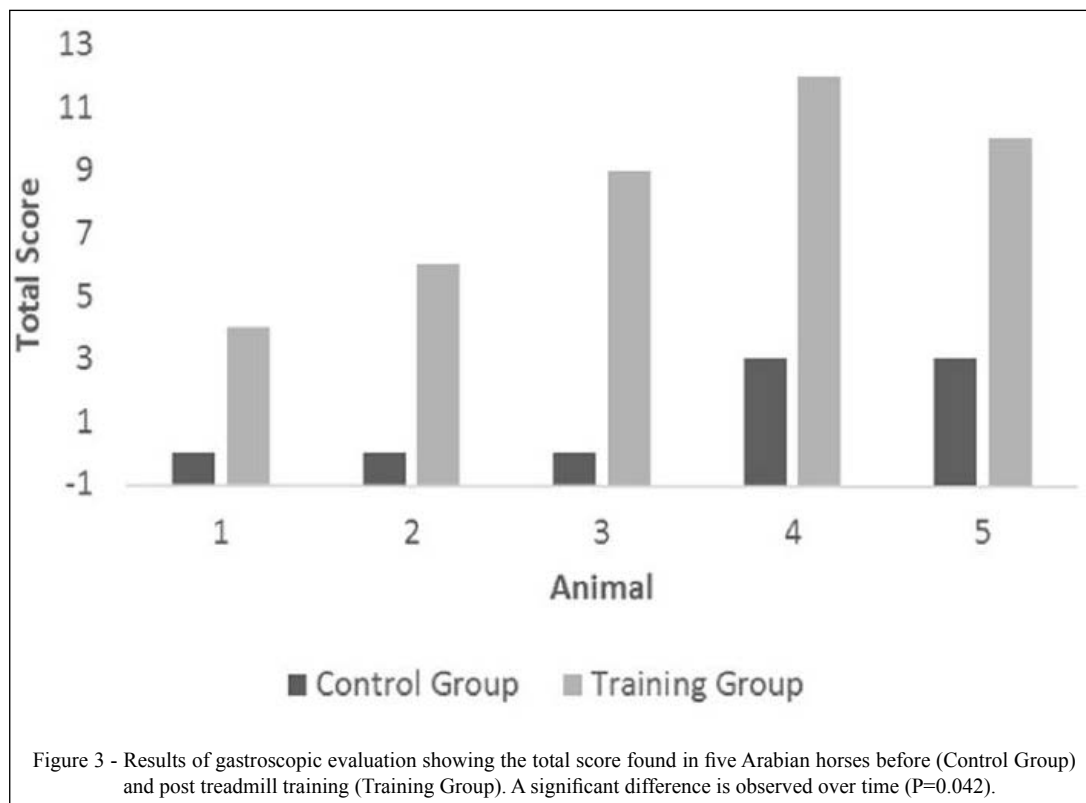 13
11
9
7
5
3
1
-1
Total Score
1 2 3 4 5
Animal
Control Group Training Group
Figure 3 - Results of gastroscopic evaluation showing the total score found in five Arabian horses before (Control Group)
and post treadmill training (Training Group). A significant difference is observed over time (P=0.042).